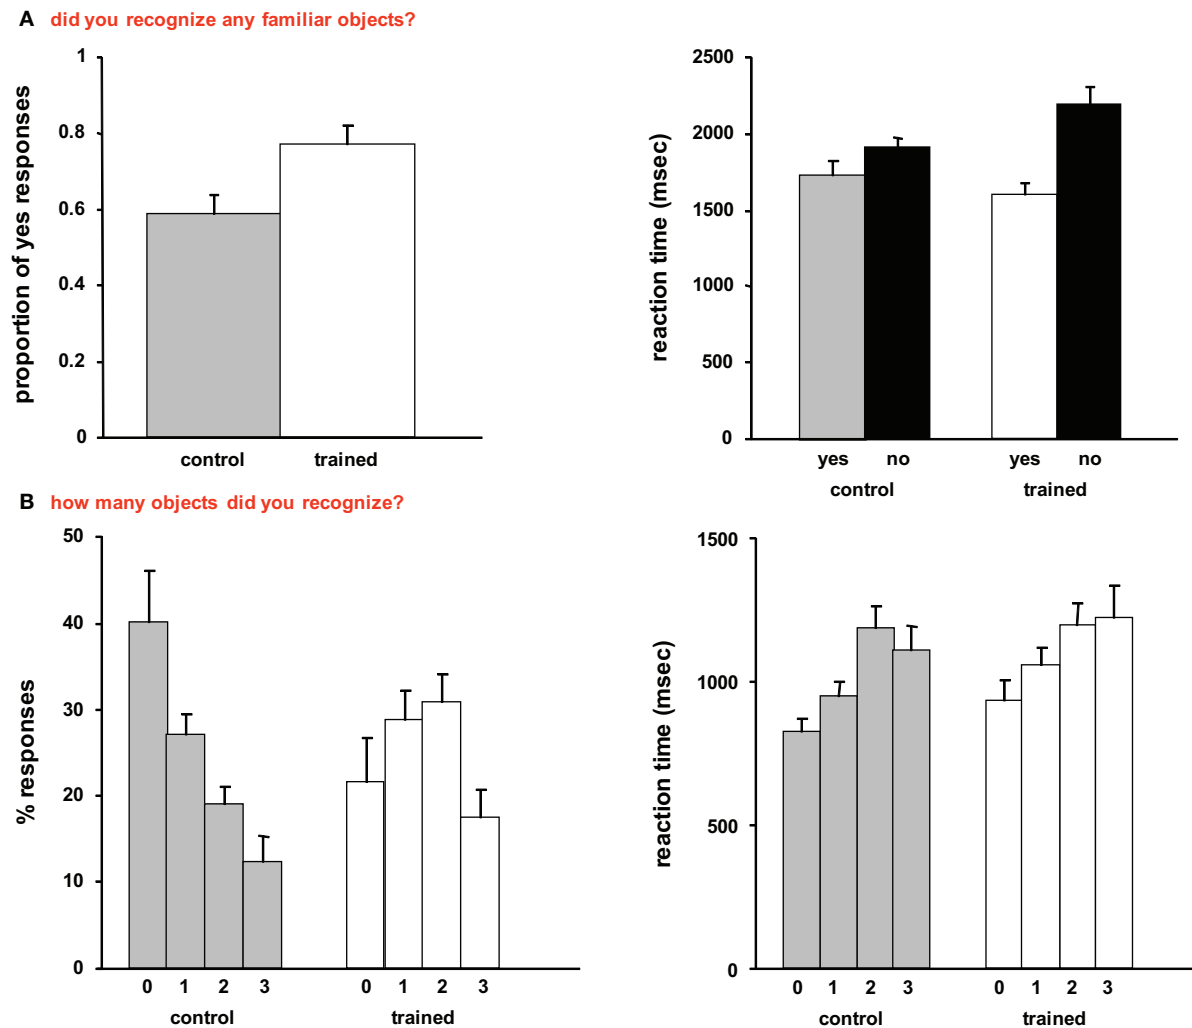 A did you recognize any familiar objects?
proportion of yes responses
1
0.8
0.6
0.4
0.2
0
control trained
reaction time (msec)
2500
2000
1500
1000
500
0
yes no yes no
control trained
B how many objects did you recognize?
% responses
50
40
30
20
10
0
0 1 2 3 0 1 2 3
control trained
reaction time (msec)
1500
1000
500
0
0 1 2 3 0 1 2 3
control trained